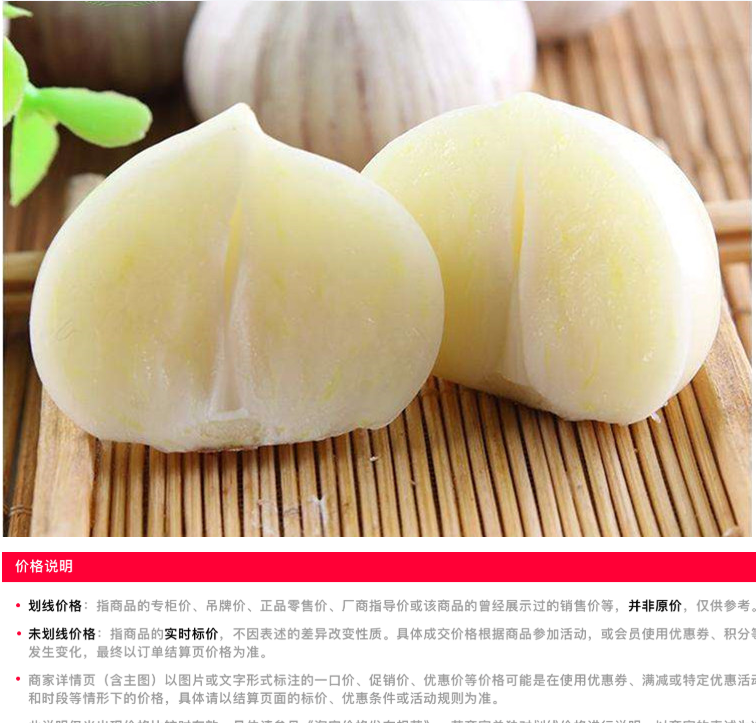 价格说明
• 划线价格：指商品的专柜价、吊牌价、正品零售价、厂商指导价或该商品的曾经展示过的销售价等，并非原价，仅供参考。
• 未划线价格：指商品的实时标价，不因表述的差异改变性质。具体成交价格根据商品参加活动，或会员使用优惠券、积分等
发生变化，最终以订单结算页价格为准。
• 商家详情页（含主图）以图片或文字形式标注的一口价、促销价、优惠价等价格可能是在使用优惠券、满减或特定优惠活动
和时段等情形下的价格，具体请以结算页面的标价、优惠条件或活动规则为准。